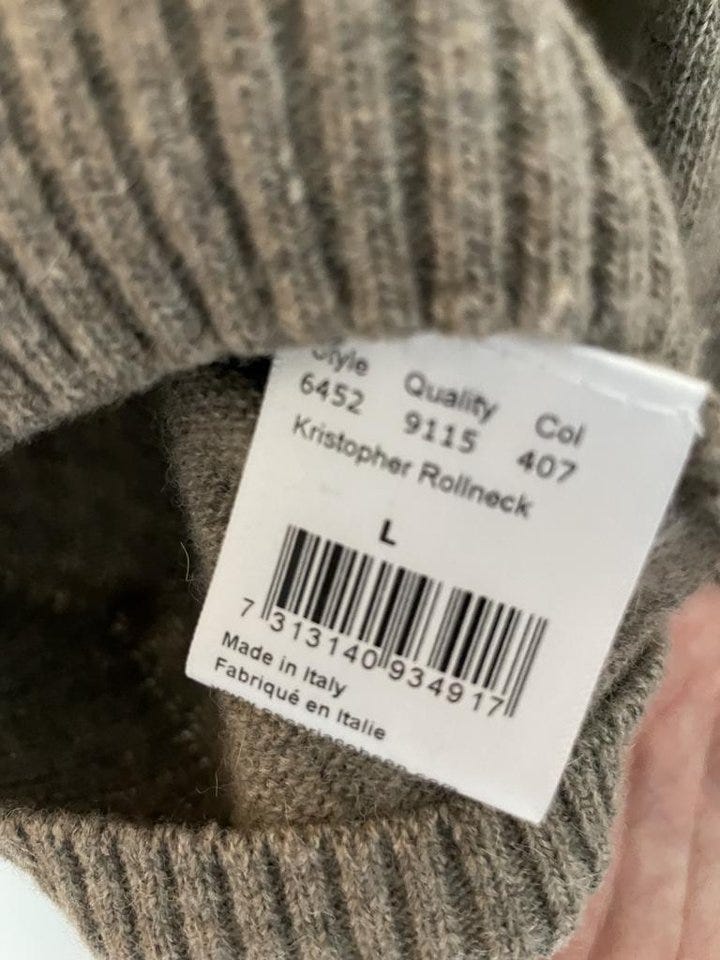 Style Quality Col
6452 9115 407
Kristopher Rollneck
L
7 313140 934917
Made in Italy
Fabriqué en Italie